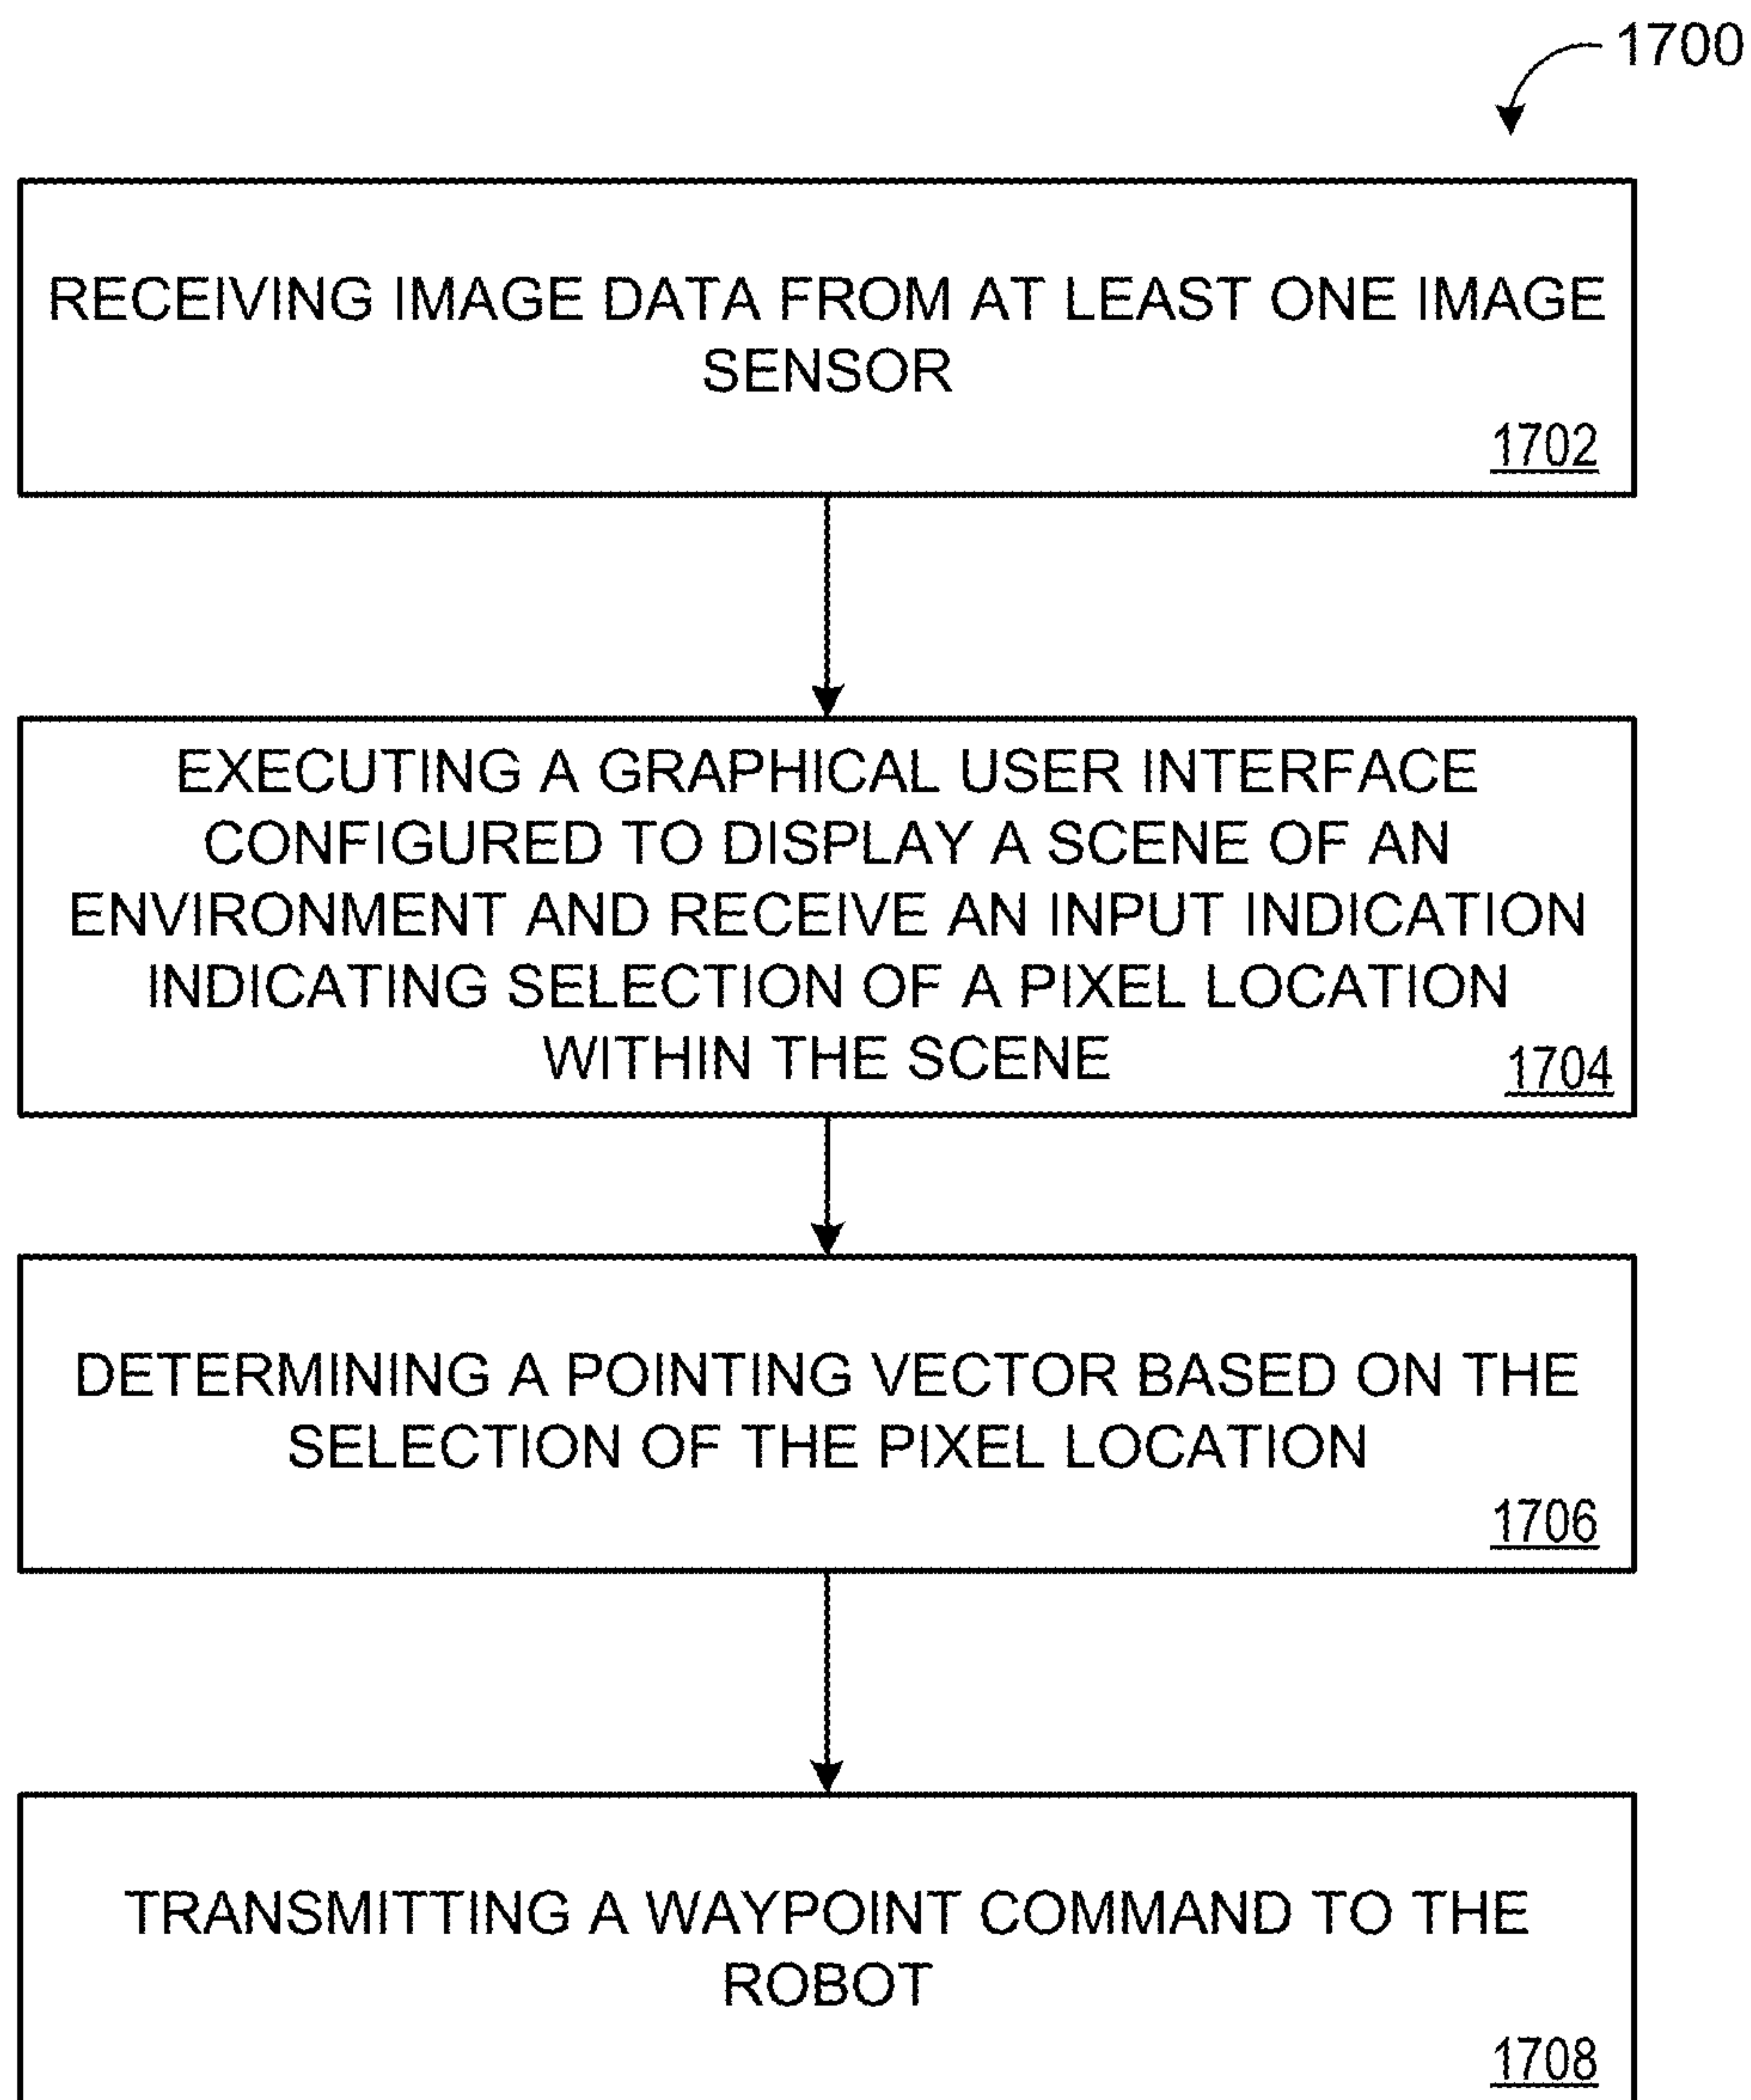 1700
RECEIVING IMAGE DATA FROM AT LEAST ONE IMAGE
SENSOR
1702
EXECUTING A GRAPHICAL USER INTERFACE
CONFIGURED TO DISPLAY A SCENE OF AN
ENVIRONMENT AND RECEIVE AN INPUT INDICATION
INDICATING SELECTION OF A PIXEL LOCATION
WITHIN THE SCENE
1704
DETERMINING A POINTING VECTOR BASED ON THE
SELECTION OF THE PIXEL LOCATION
1706
TRANSMITTING A WAYPOINT COMMAND TO THE
ROBOT
1708